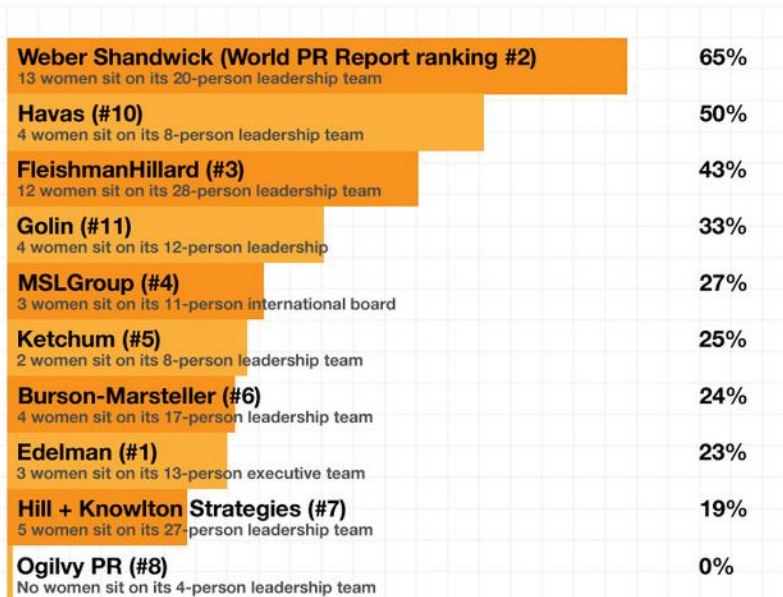 Weber Shandwick (World PR Report ranking #2) 65%
13 women sit on its 20-person leadership team
Havas (#10) 50%
4 women sit on its 8-person leadership team
FleishmanHillard (#3) 43%
12 women sit on its 28-person leadership team
Golin (#11) 33%
4 women sit on its 12-person leadership
MSLGroup (#4) 27%
3 women sit on its 11-person international board
Ketchum (#5) 25%
2 women sit on its 8-person leadership team
Burson-Marsteller (#6) 24%
4 women sit on its 17-person leadership team
Edelman (#1) 23%
3 women sit on its 13-person executive team
Hill + Knowlton Strategies (#7) 19%
5 women sit on its 27-person leadership team
Ogilvy PR (#8) 0%
No women sit on its 4-person leadership team